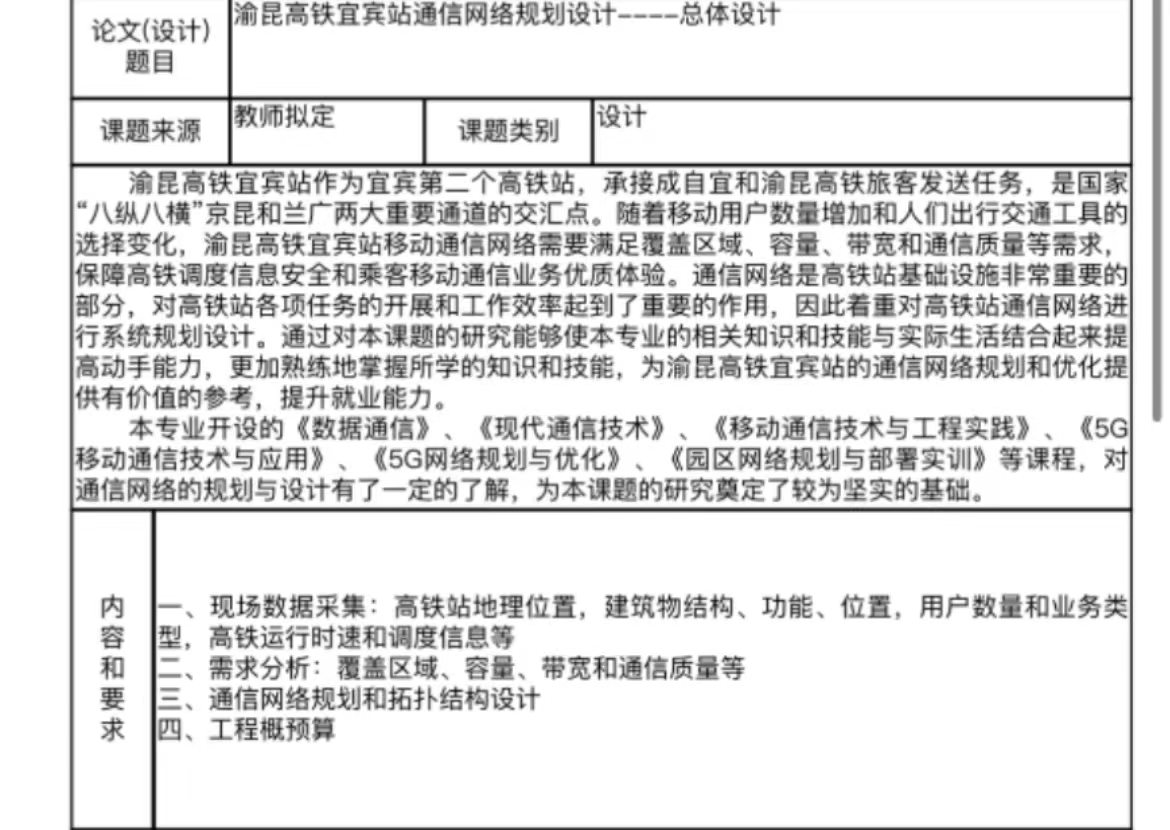 论文(设计)
题目
渝昆高铁宜宾站通信网络规划设计----总体设计
课题来源
教师拟定
课题类别
设计
渝昆高铁宜宾站作为宜宾第二个高铁站，承接成自宜和渝昆高铁旅客发送任务，是国家
“八纵八横”京昆和兰广两大重要通道的交汇点。随着移动用户数量增加和人们出行交通工具的
选择变化，渝昆高铁宜宾站移动通信网络需要满足覆盖区域、容量、带宽和通信质量等需求，
保障高铁调度信息安全和乘客移动通信业务优质体验。通信网络是高铁站基础设施非常重要的
部分，对高铁站各项任务的开展和工作效率起到了重要的作用，因此着重对高铁站通信网络进
行系统规划设计。通过对本课题的研究能够使本专业的相关知识和技能与实际生活结合起来提
高动手能力，更加熟练地掌握所学的知识和技能，为渝昆高铁宜宾站的通信网络规划和优化提
供有价值的参考，提升就业能力。
本专业开设的《数据通信》、《现代通信技术》、《移动通信技术与工程实践》、《5G
移动通信技术与应用》、《5G网络规划与优化》、《园区网络规划与部署实训》等课程，对
通信网络的规划与设计有了一定的了解，为本课题的研究奠定了较为坚实的基础。
内
容
和
要
求
一、现场数据采集：高铁站地理位置，建筑物结构、功能、位置，用户数量和业务类
型，高铁运行时速和调度信息等
二、需求分析：覆盖区域、容量、带宽和通信质量等
三、通信网络规划和拓扑结构设计
四、工程概预算